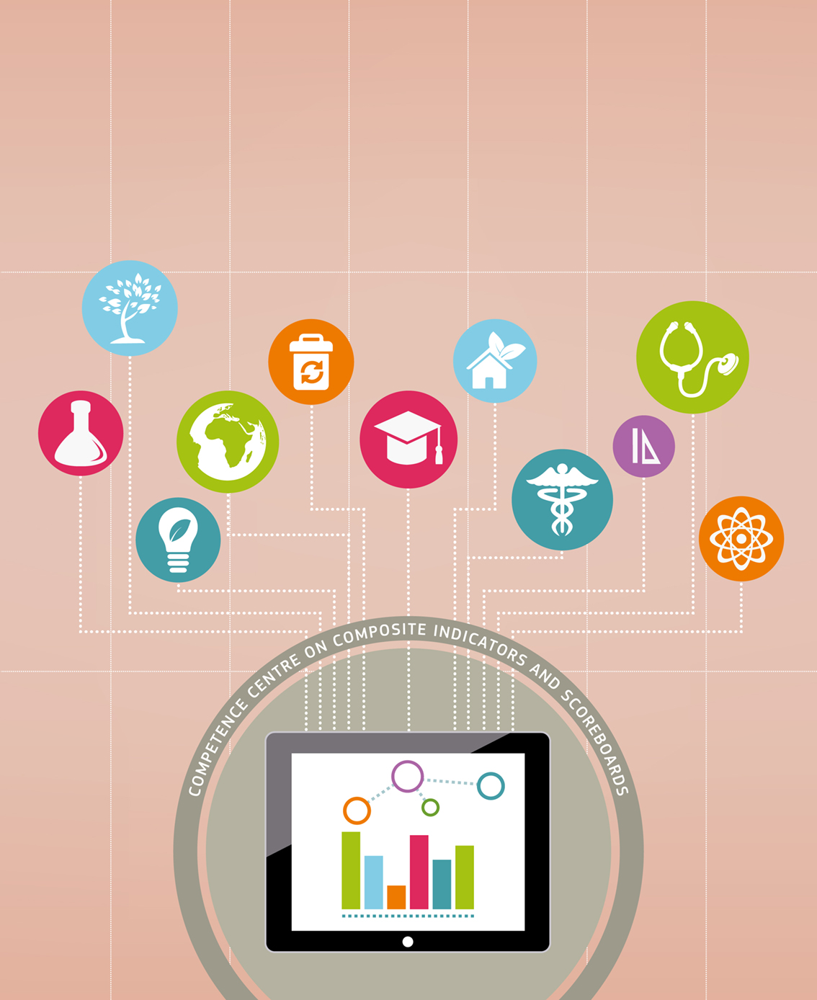 COMPETENCE CENTRE ON COMPOSITE INDICATORS AND SCOREBOARDS